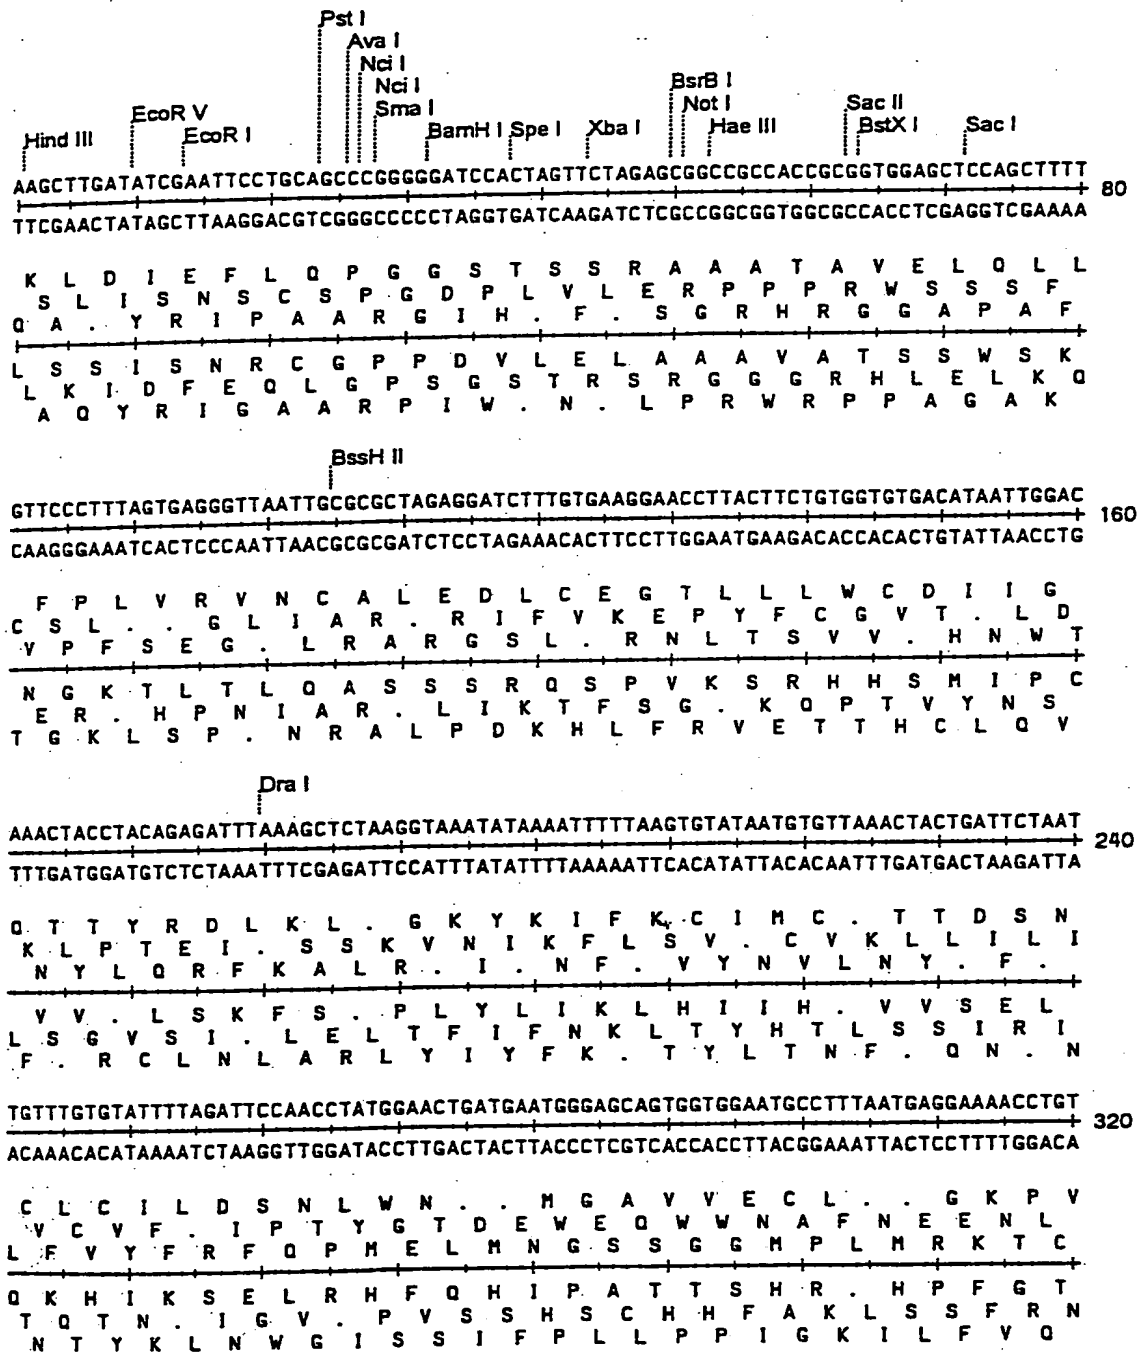 Pst I
Ava I
Nci I
Nci I
EcoR V Sma I BsrB I Sac II
Hind III EcoR I BamH I Spe I Xba I Not I Hae III BstX I Sac I
AAGCTTGATATCGAATTCCTGCAGCCCGGGGGATCCACTAGTTCTAGAGCGGCCGCCACCGCGGTGGAGCTCCAGCTTTT 80
TTCGAACTATAGCTTAAGGACGTCGGGCCCCCTAGGTGATCAAGATCTCGCCGGCGGTGGCGCCACCTCGAGGTCGAAAA
K L D I E F L Q P G G S T S S R A A A T A V E L Q L L
S L I S N S C S P G D P L V L E R P P P R W S S S F
Q A . Y R I P A A R G I H . F . S G R H R G G A P A F
L S S I S N R C G P P D V L E L A A A V A T S S W S K
L K I D F E Q L G P S G S T R S R G G G R H L E L K Q
A Q Y R I G A A R P I W . N . L P R W R P P A G A K
BssH II
GTTCCCTTTAGTGAGGGTTAATTGCGCGCTAGAGGATCTTTGTGAAGGAACCTTACTTCTGTGGTGTGACATAATTGGAC 160
CAAGGGAAATCACTCCCAATTAACGCGCGATCTCCTAGAAACACTTCCTTGGAATGAAGACACCACACTGTATTAACCTG
F P L V R V N C A L E D L C E G T L L L W C D I I G
C S L . . G L I A R . R I F V K E P Y F C G V T . L D
V P F S E G . L R A R G S L . R N L T S V V . H N W T
N G K T L T L Q A S S S R Q S P V K S R H H S M I P C
E R . H P N I A R . L I K T F S G . K Q P T V Y N S
T G K L S P . N R A L P D K H L F R V E T T H C L Q V
Dra I
AAACTACCTACAGAGATTTAAAGCTCTAAGGTAAATATAAAATTTTTAAGTGTATAATGTGTTAAACTACTGATTCTAAT 240
TTTGATGGATGTCTCTAAATTTCGAGATTCCATTTATATTTTAAAAATTCACATATTACACAATTTGATGACTAAGATTA
Q T T Y R D L K L . G K Y K I F K C I M C . T T D S N
K L P T E I . S S K V N I K F L S V . C V K L L I L I
N Y L Q R F K A L R . I . N F . V Y N V L N Y . F .
V V . L S K F S . P L Y L I K L H I I H . V V S E L
L S G V S I . L E L T F I F N K L T Y H T L S S I R I
F . R C L N L A R L Y I Y F K . T Y L T N F . Q N . N
TGTTTGTGTATTTTAGATTCCAACCTATGGAACTGATGAATGGGAGCAGTGGTGGAATGCCTTTAATGAGGAAAACCTGT 320
ACAAACACATAAAATCTAAGGTTGGATACCTTGACTACTTACCCTCGTCACCACCTTACGGAAATTACTCCTTTTGGACA
C L C I L D S N L W N . . M G A V V E C L . . G K P V
V C V F . I P T Y G T D E W E Q W W N A F N E E N L
L F V Y F R F Q P M E L M N G S S G G M P L M R K T C
Q K H I K S E L R H F Q H I P A T T S H R . H P F G T
T Q T N . I G V . P V S S H S C H H F A K L S S F R N
N T Y K L N W G I S S I F P L L P P I G K I L F V Q